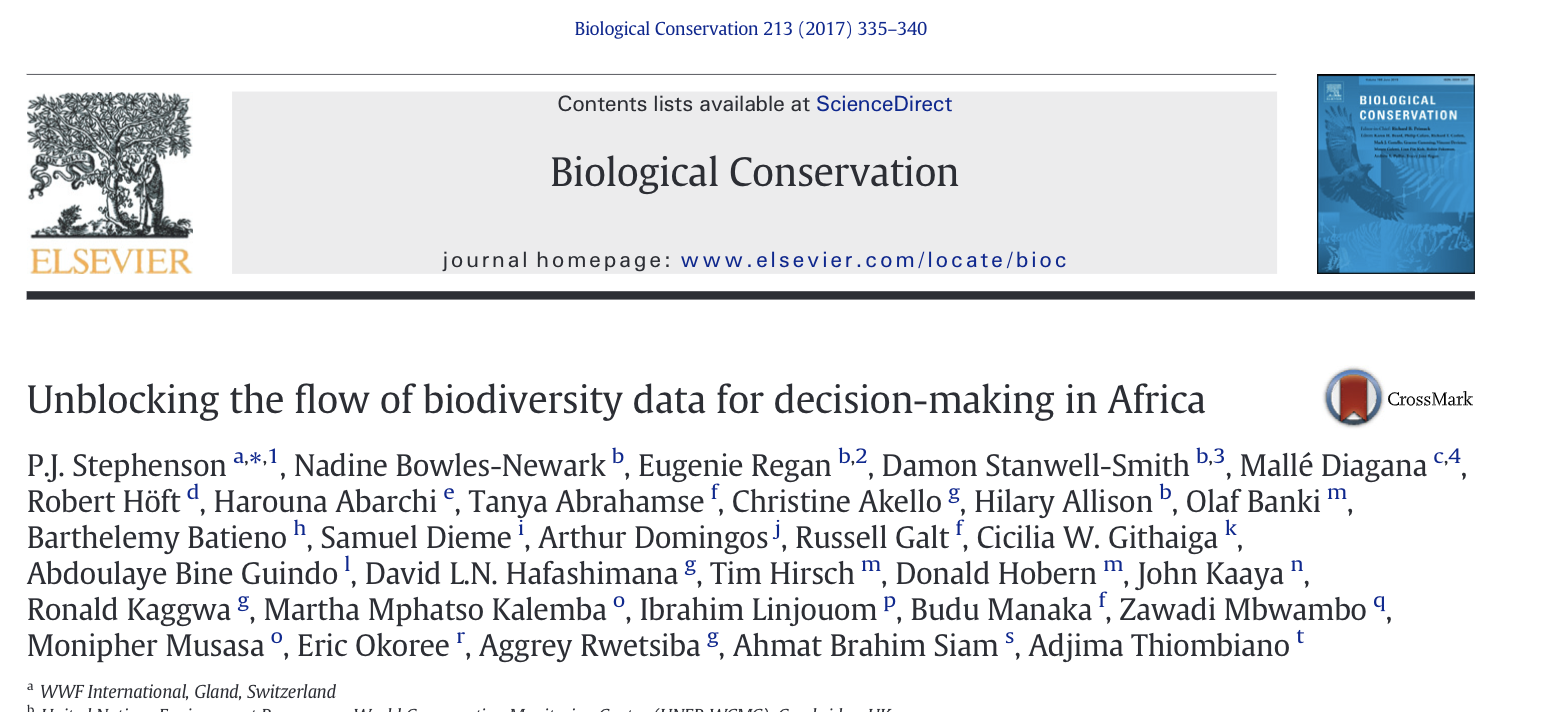 Biological Conservation 213 (2017) 335–340
Contents lists available at ScienceDirect
Biological Conservation
journal homepage: www.elsevier.com/locate/bioc
ELSEVIER
BIOLOGICAL
CONSERVATION
Unblocking the flow of biodiversity data for decision-making in Africa
CrossMark
P.J. Stephenson a,*,1, Nadine Bowles-Newark b, Eugenie Regan b,2, Damon Stanwell-Smith b,3, Mallé Diagana c,4,
Robert Höft d, Harouna Abarchi e, Tanya Abrahamse f, Christine Akello g, Hilary Allison b, Olaf Banki m,
Barthelemy Batieno h, Samuel Dieme i, Arthur Domingos j, Russell Galt f, Cicilia W. Githaiga k,
Abdoulaye Bine Guindo l, David L.N. Hafashimana g, Tim Hirsch m, Donald Hobern m, John Kaaya n,
Ronald Kaggwa g, Martha Mphatso Kalemba o, Ibrahim Linjouom p, Budu Manaka f, Zawadi Mbwambo q,
Monipher Musasa o, Eric Okoree r, Aggrey Rwetsiba g, Ahmat Brahim Siam s, Adjima Thiombiano t
a WWF International, Gland, Switzerland